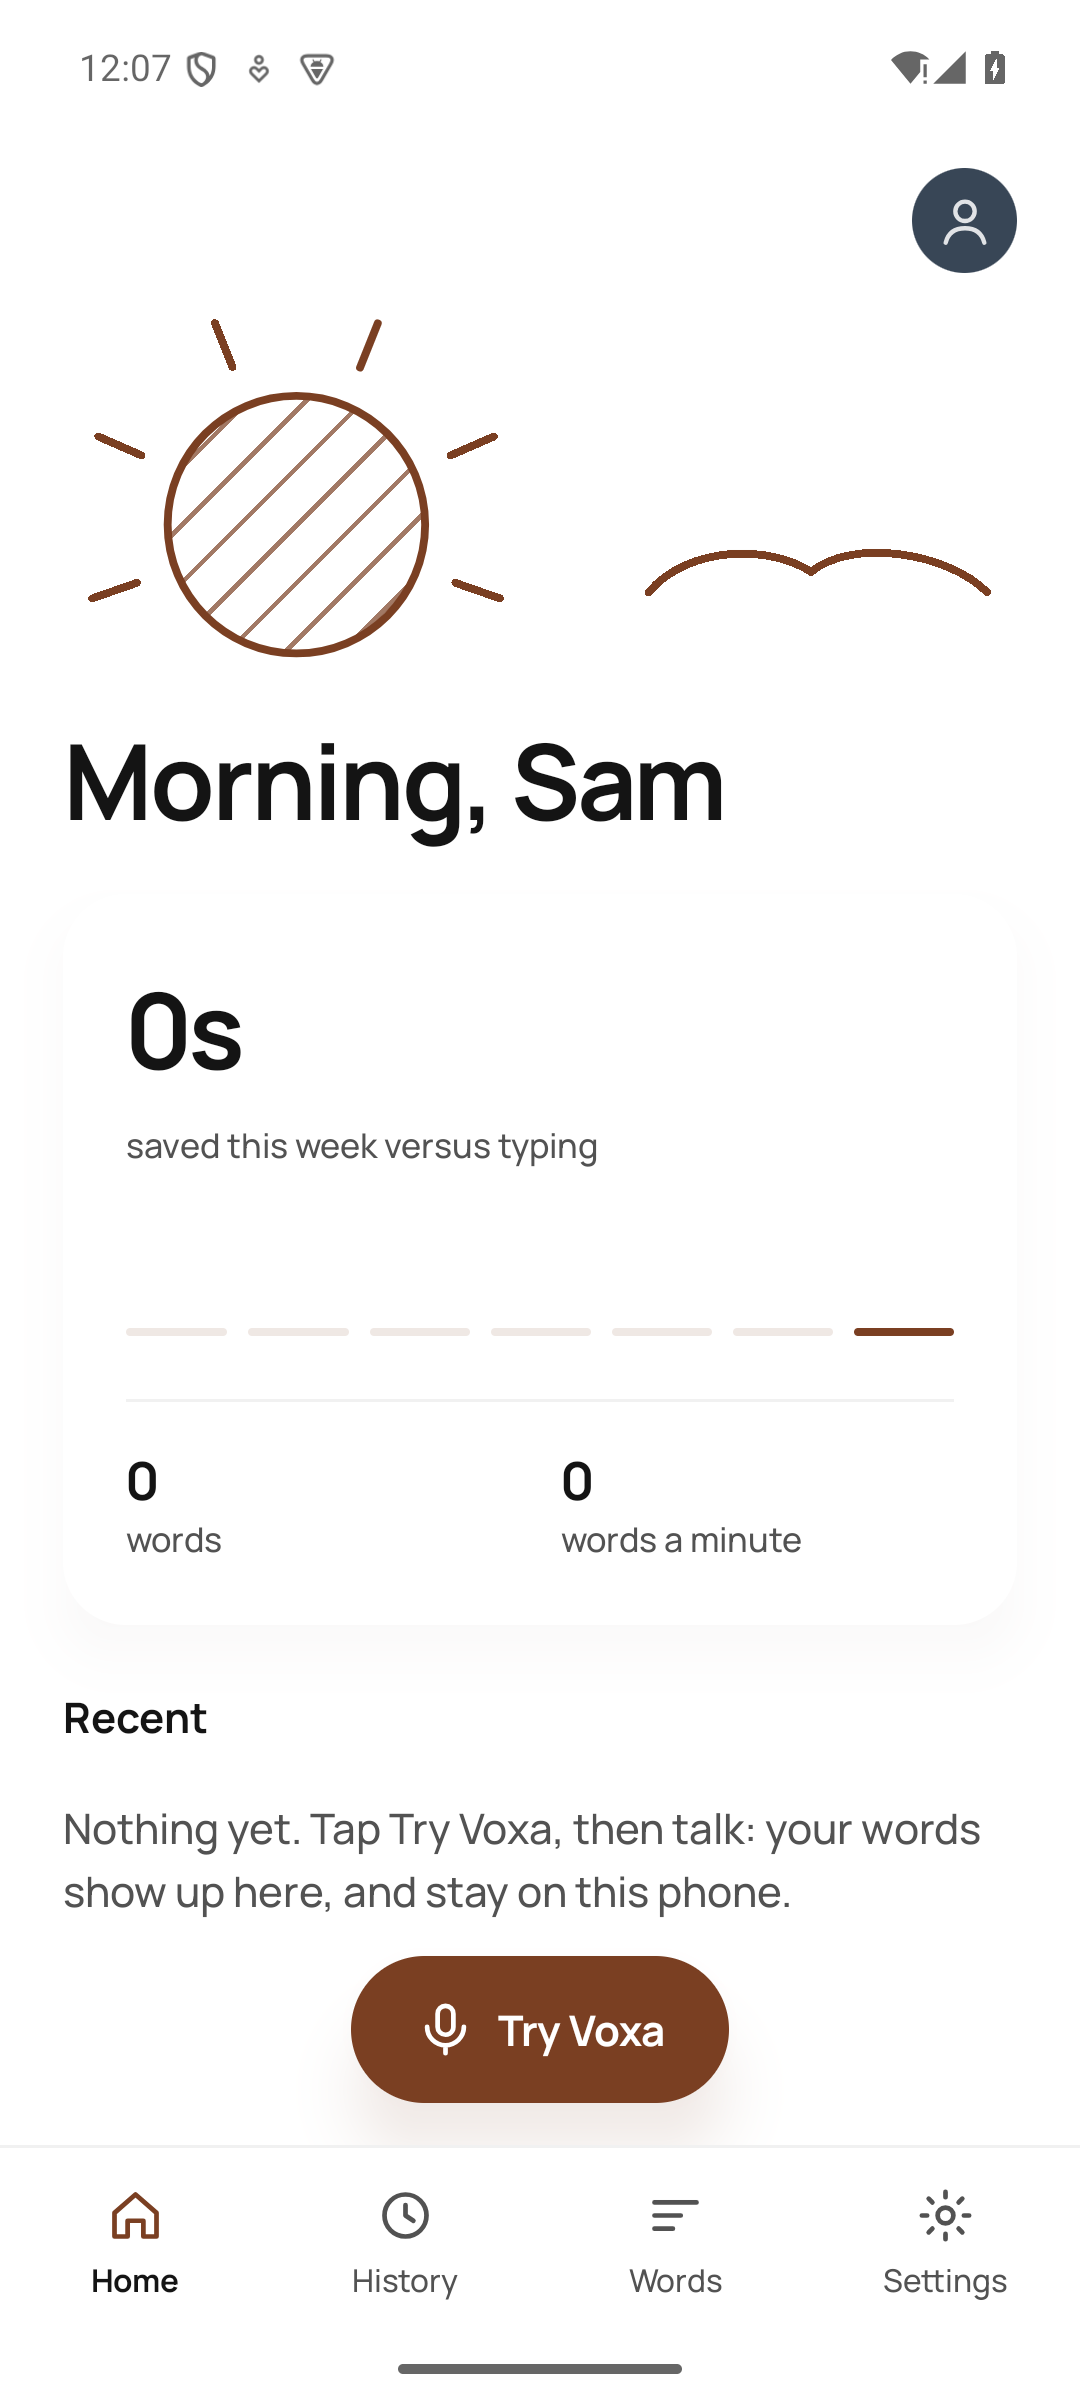 12:07
Morning, Sam
0s
saved this week versus typing
0
words
0
words a minute
Recent
Nothing yet. Tap Try Voxa, then talk: your words
show up here, and stay on this phone.
Try Voxa
Home
History
Words
Settings